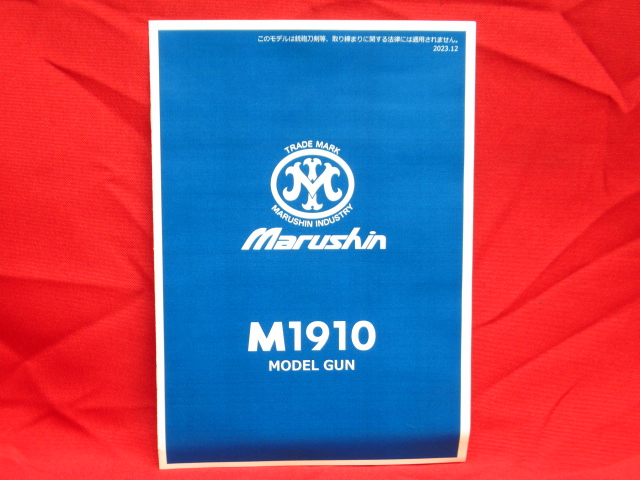 このモデルは銃砲刀剣等、取り締まりに関する法律には適用されません。
2023.12
TRADE MARK
M
MARUSHIN INDUSTRY
Marushin
M1910
MODEL GUN